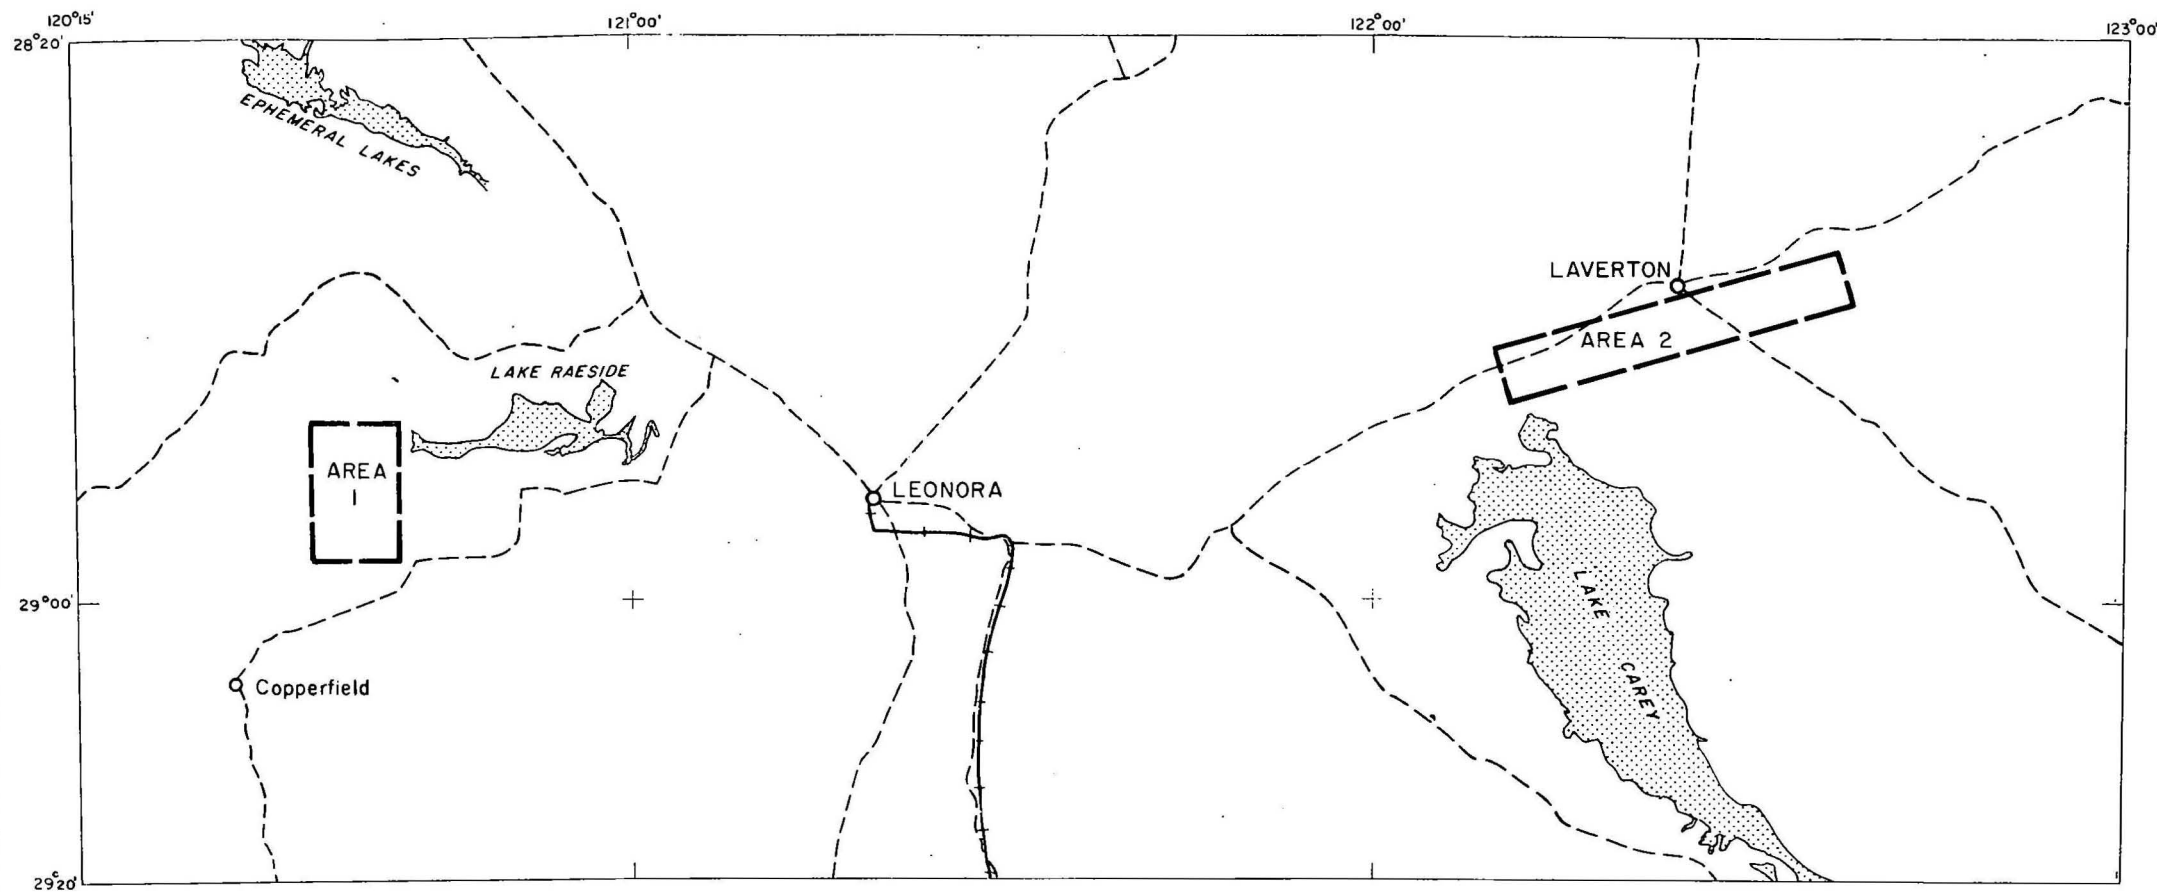 120°15'
121°00'
122°00'
123°00'
28°20'
EPHEMERAL LAKES
LAVERTON
AREA 2
LAKE RAESIDE
AREA
1
LEONORA
LAKE
CAREY
29°00'
Copperfield
29°20'